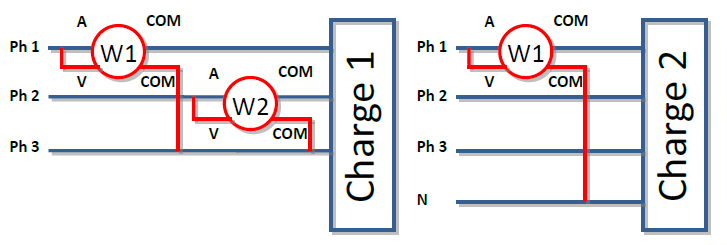 A COM
Ph 1 W1
V COM
A COM
Ph 2 W2
V COM
Ph 3
Charge 1
A COM
Ph 1 W1
V COM
Ph 2
Ph 3
N
Charge 2